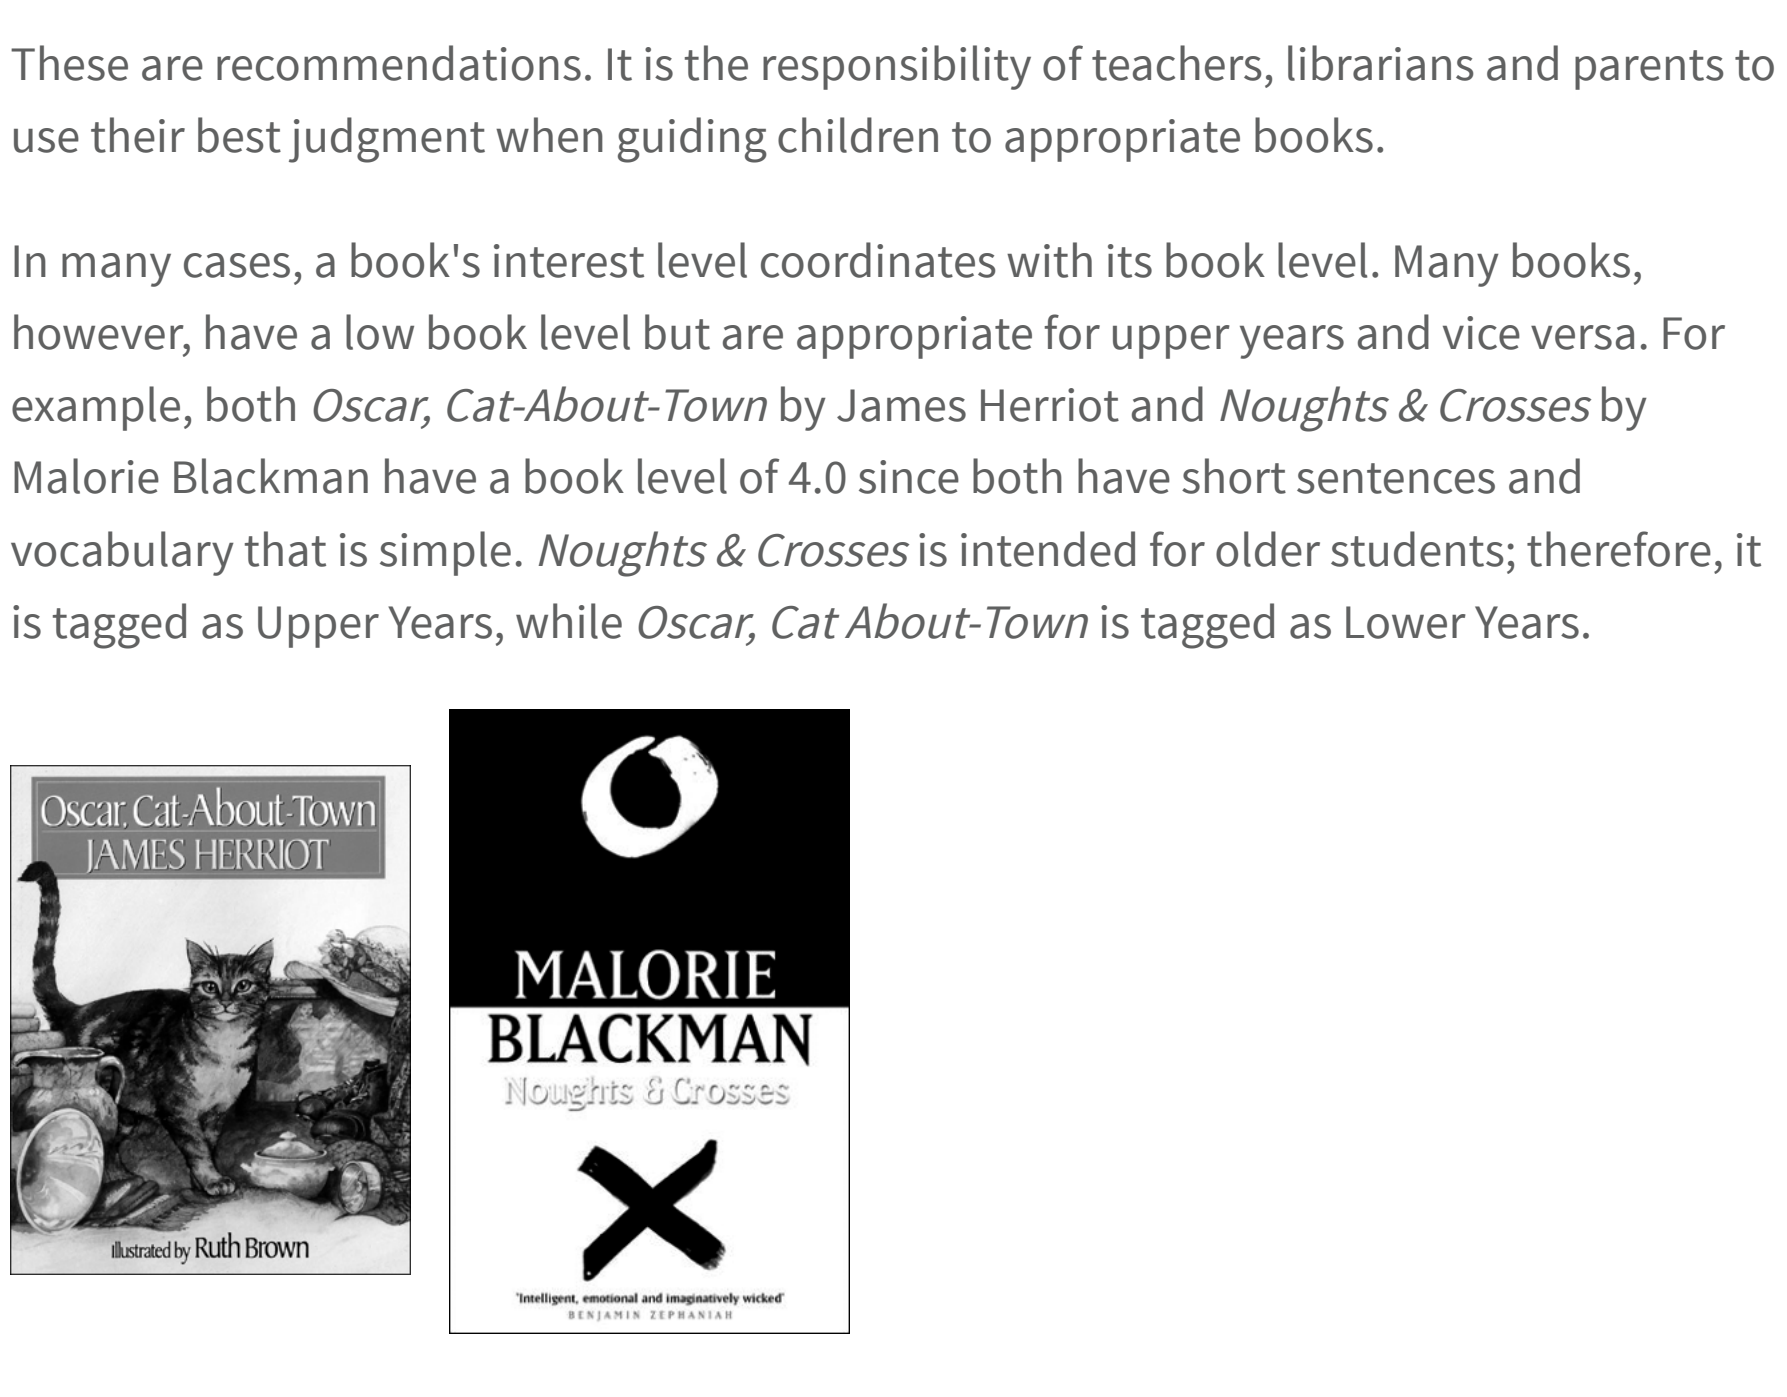 These are recommendations. It is the responsibility of teachers, librarians and parents to
use their best judgment when guiding children to appropriate books.
In many cases, a book's interest level coordinates with its book level. Many books,
however, have a low book level but are appropriate for upper years and vice versa. For
example, both Oscar, Cat-About-Town by James Herriot and Noughts & Crosses by
Malorie Blackman have a book level of 4.0 since both have short sentences and
vocabulary that is simple. Noughts & Crosses is intended for older students; therefore, it
is tagged as Upper Years, while Oscar, Cat About-Town is tagged as Lower Years.
Oscar, Cat-About-Town
JAMES HERRIOT
Illustrated by Ruth Brown
MALORIE
BLACKMAN
Noughts & Crosses
'Intelligent, emotional and imaginatively wicked'
BENJAMIN ZEPHANIAH